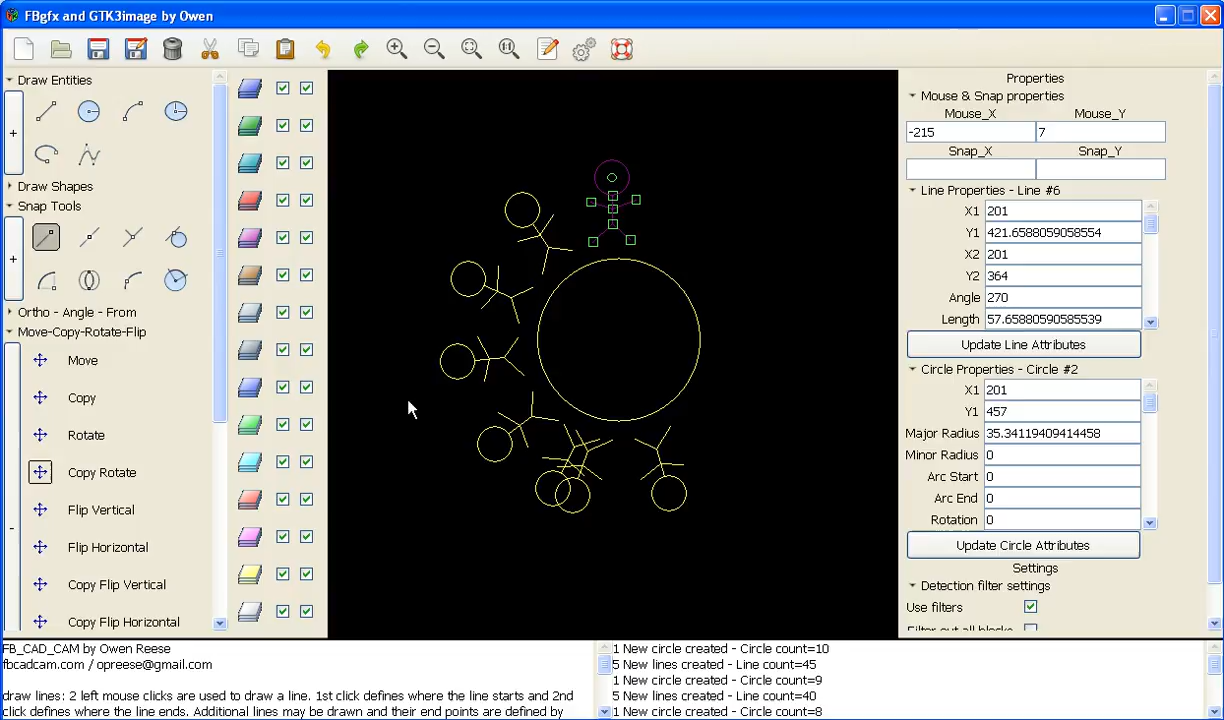 FBgfx and GTK3image by Owen
Draw Entities
+
Draw Shapes
Snap Tools
+
Ortho - Angle - From
Move-Copy-Rotate-Flip
Move
Copy
Rotate
Copy Rotate
-
Flip Vertical
Flip Horizontal
Copy Flip Vertical
Copy Flip Horizontal
Properties
Mouse & Snap properties
Mouse_X Mouse_Y
-215 7
Snap_X Snap_Y
Line Properties - Line #6
X1 201
Y1 421.6588059058554
X2 201
Y2 364
Angle 270
Length 57.65880590585539
Update Line Attributes
Circle Properties - Circle #2
X1 201
Y1 457
Major Radius 35.34119409414458
Minor Radius 0
Arc Start 0
Arc End 0
Rotation 0
Update Circle Attributes
Settings
Detection filter settings
Use filters
Filter out all blocks
FB_CAD_CAM by Owen Reese
fbcadcam.com / opreese@gmail.com
draw lines: 2 left mouse clicks are used to draw a line. 1st click defines where the line starts and 2nd
click defines where the line ends. Additional lines may be drawn and their end points are defined by
1 New circle created - Circle count=10
5 New lines created - Line count=45
1 New circle created - Circle count=9
5 New lines created - Line count=40
1 New circle created - Circle count=8